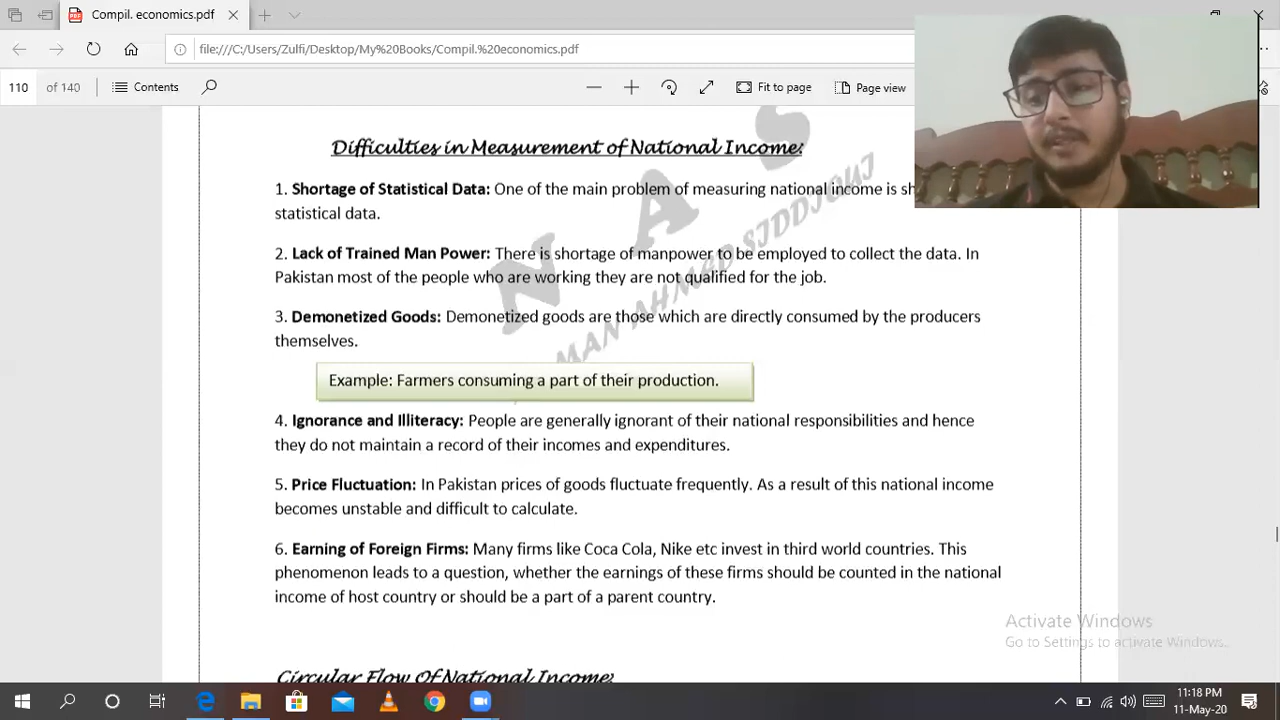 Compil. economics.pdf
file:///C:/Users/Zulfi/Desktop/My%20Books/Compil.%20economics.pdf
110 of 140 Contents Fit to page Page view
Difficulties in Measurement of National Income:
1. Shortage of Statistical Data: One of the main problem of measuring national income is
statistical data.
2. Lack of Trained Man Power: There is shortage of manpower to be employed to collect the data. In
Pakistan most of the people who are working they are not qualified for the job.
3. Demonetized Goods: Demonetized goods are those which are directly consumed by the producers
themselves.
Example: Farmers consuming a part of their production.
4. Ignorance and Illiteracy: People are generally ignorant of their national responsibilities and hence
they do not maintain a record of their incomes and expenditures.
5. Price Fluctuation: In Pakistan prices of goods fluctuate frequently. As a result of this national income
becomes unstable and difficult to calculate.
6. Earning of Foreign Firms: Many firms like Coca Cola, Nike etc invest in third world countries. This
phenomenon leads to a question, whether the earnings of these firms should be counted in the national
income of host country or should be a part of a parent country.
Circular Flow Of National Income:
N A S
MAN AHMED SIDDIQUI
Activate Windows
Go to Settings to activate Windows.
11:18 PM
11-May-20